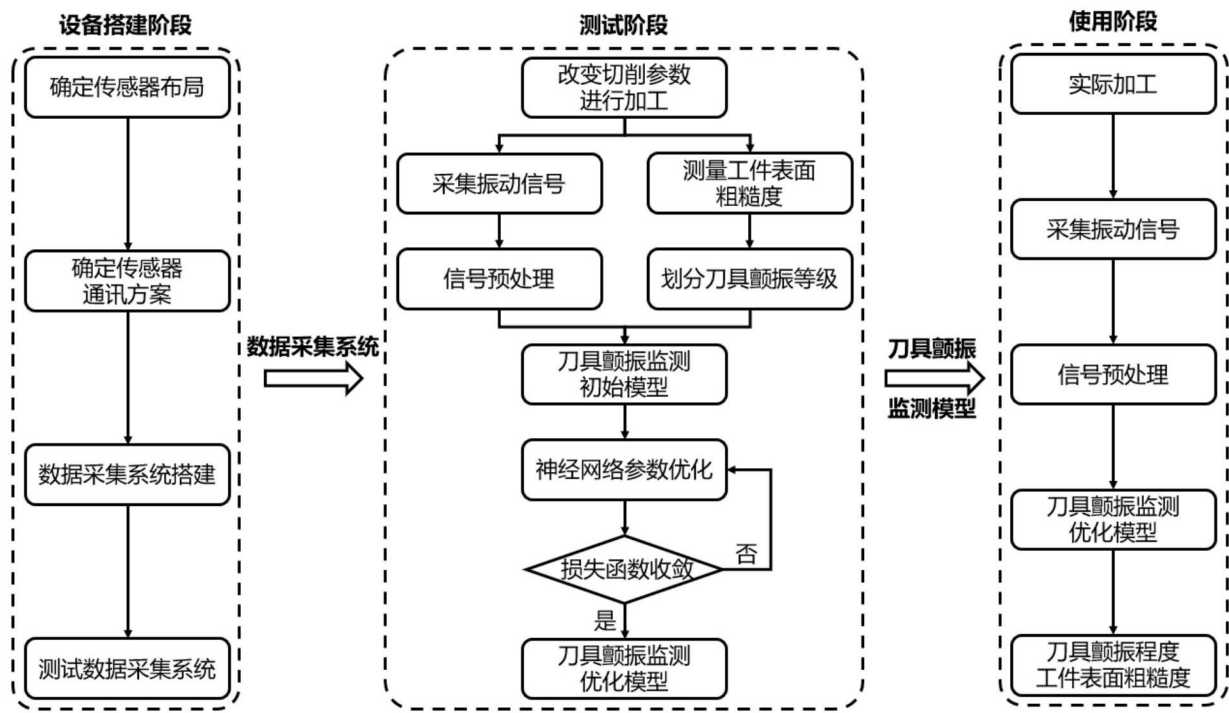 设备搭建阶段
确定传感器布局
确定传感器
通讯方案
数据采集系统搭建
测试数据采集系统
数据采集系统
测试阶段
改变切削参数
进行加工
采集振动信号
测量工件表面
粗糙度
信号预处理
划分刀具颤振等级
刀具颤振监测
初始模型
神经网络参数优化
损失函数收敛
否
是
刀具颤振监测
优化模型
刀具颤振
监测模型
使用阶段
实际加工
采集振动信号
信号预处理
刀具颤振监测
优化模型
刀具颤振程度
工件表面粗糙度